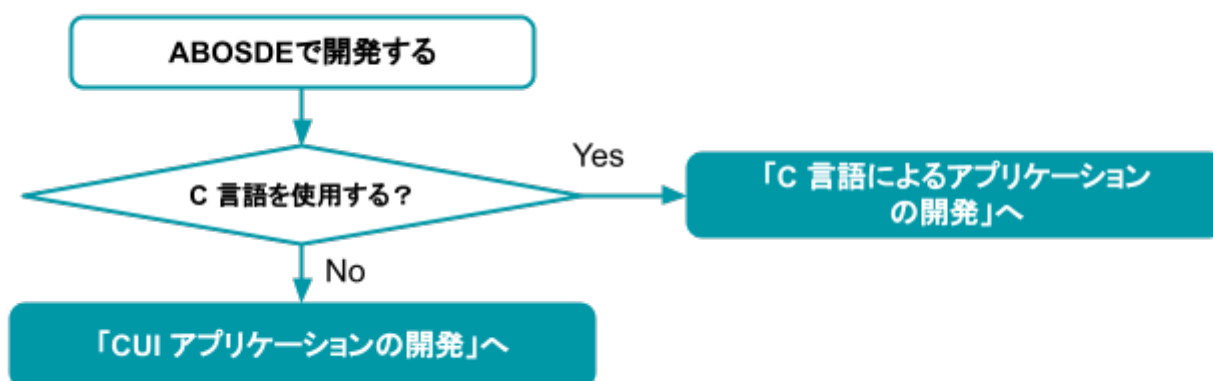 ABOSDEで開発する
C 言語を使用する？
Yes
「C 言語によるアプリケーション
の開発」へ
No
「CUI アプリケーションの開発」へ